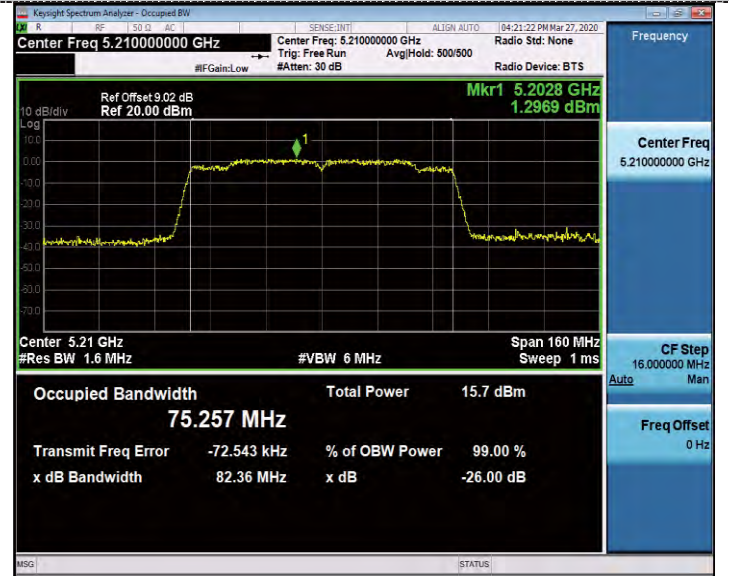 Keysight Spectrum Analyzer - Occupied BW
R RF 50 Ω AC SENSE:INT ALIGN AUTO 04:21:22 PM Mar 27, 2020
Center Freq 5.210000000 GHz
Center Freq: 5.210000000 GHz Radio Std: None
Trig: Free Run Avg|Hold: 500/500
#IFGain:Low #Atten: 30 dB Radio Device: BTS
Frequency
Mkr1 5.2028 GHz
1.2969 dBm
Ref Offset 9.02 dB
10 dB/div Ref 20.00 dBm
Log
10.0
0.00
-10.0
-20.0
-30.0
-40.0
-50.0
-60.0
-70.0
1
Center 5.21 GHz Span 160 MHz
#Res BW 1.6 MHz #VBW 6 MHz Sweep 1 ms
Occupied Bandwidth Total Power 15.7 dBm
75.257 MHz
Transmit Freq Error -72.543 kHz % of OBW Power 99.00 %
x dB Bandwidth 82.36 MHz x dB -26.00 dB
Center Freq
5.210000000 GHz
CF Step
16.000000 MHz
Auto Man
Freq Offset
0 Hz
MSG STATUS